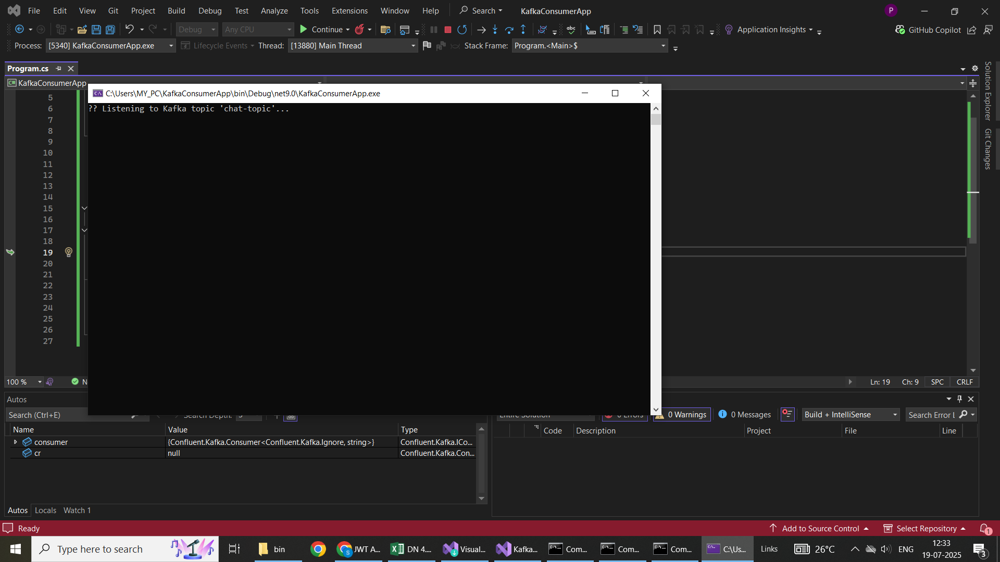 File Edit View Git Project Build Debug Test Analyze Tools Extensions Window Help Search KafkaConsumerApp P
Debug Any CPU Continue Application Insights GitHub Copilot
Process: [5340] KafkaConsumerApp.exe Lifecycle Events Thread: [13880] Main Thread Stack Frame: Program.<Main>$
Program.cs
C# KafkaConsumerApp
C:\Users\MY_PC\KafkaConsumerApp\bin\Debug\net9.0\KafkaConsumerApp.exe
?? Listening to Kafka topic 'chat-topic'...
5
6
7
8
9
10
11
12
13
14
15
16
17
18
19
20
21
22
23
24
25
26
27
Solution Explorer
Git Changes
100 % Ln: 19 Ch: 9 SPC CRLF
Autos
Search (Ctrl+E) Search Depth: 0 Errors 0 Warnings 0 Messages Build + IntelliSense Search Error L
Name Value Type
consumer {Confluent.Kafka.Consumer<Confluent.Kafka.Ignore, string>} Confluent.Kafka.ICo...
cr null Confluent.Kafka.Con...
Code Description Project File Line
Autos Locals Watch 1
Ready Add to Source Control Select Repository 1
Type here to search bin JWT A... DN 4... Visual... Kafka... Com... Com... Com... C:\Us... Links 26°C ENG
12:33
19-07-2025
3